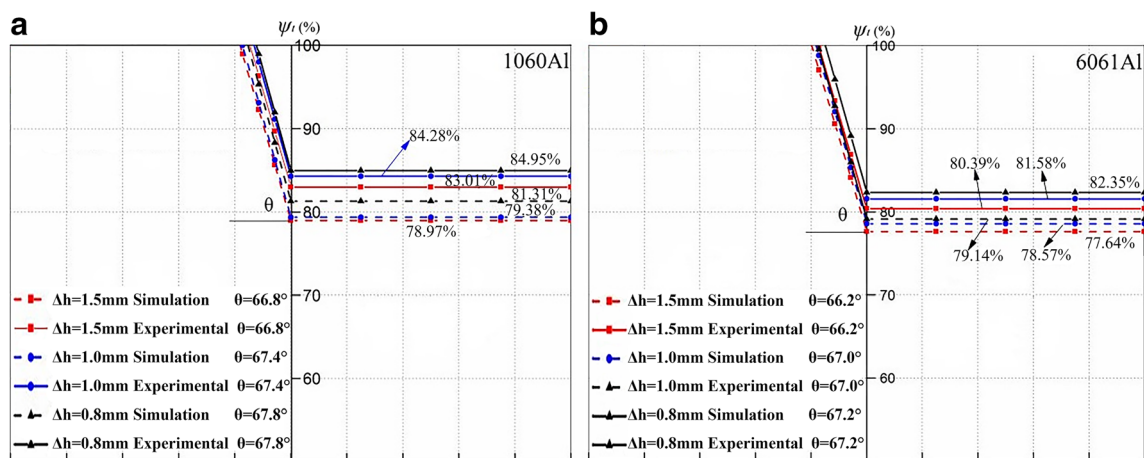 a
ψt (%)
100
1060Al
90
84.28%
84.95%
83.01%
81.31%
θ
80
79.38%
78.97%
70
60
Δh=1.5mm Simulation θ=66.8°
Δh=1.5mm Experimental θ=66.8°
Δh=1.0mm Simulation θ=67.4°
Δh=1.0mm Experimental θ=67.4°
Δh=0.8mm Simulation θ=67.8°
Δh=0.8mm Experimental θ=67.8°
b
ψt (%)
100
6061Al
90
80.39%
81.58%
82.35%
θ
80
79.14%
78.57%
77.64%
70
60
Δh=1.5mm Simulation θ=66.2°
Δh=1.5mm Experimental θ=66.2°
Δh=1.0mm Simulation θ=67.0°
Δh=1.0mm Experimental θ=67.0°
Δh=0.8mm Simulation θ=67.2°
Δh=0.8mm Experimental θ=67.2°